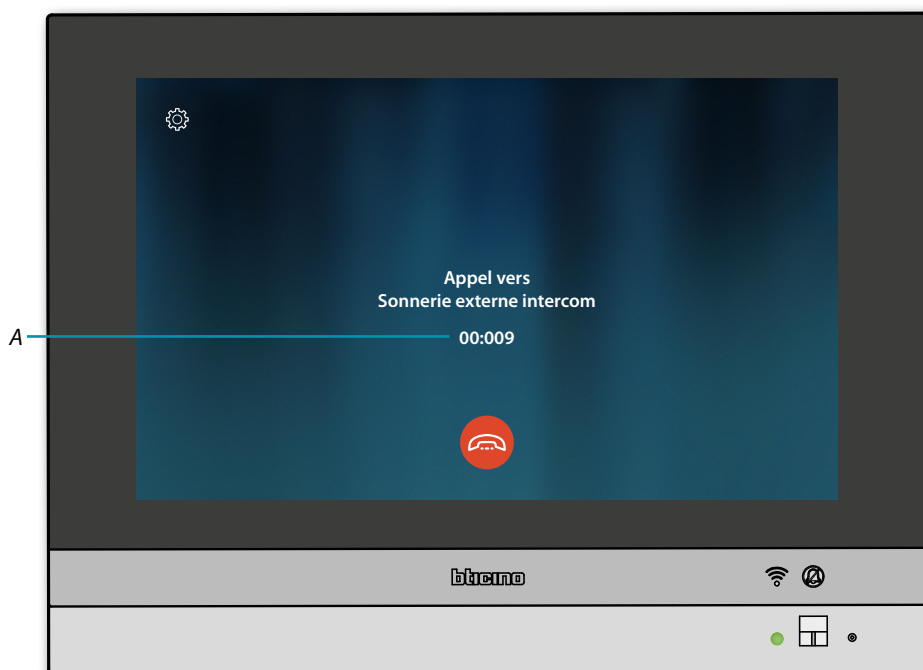 Appel vers
Sonnerie externe intercom
A
00:009
bticino